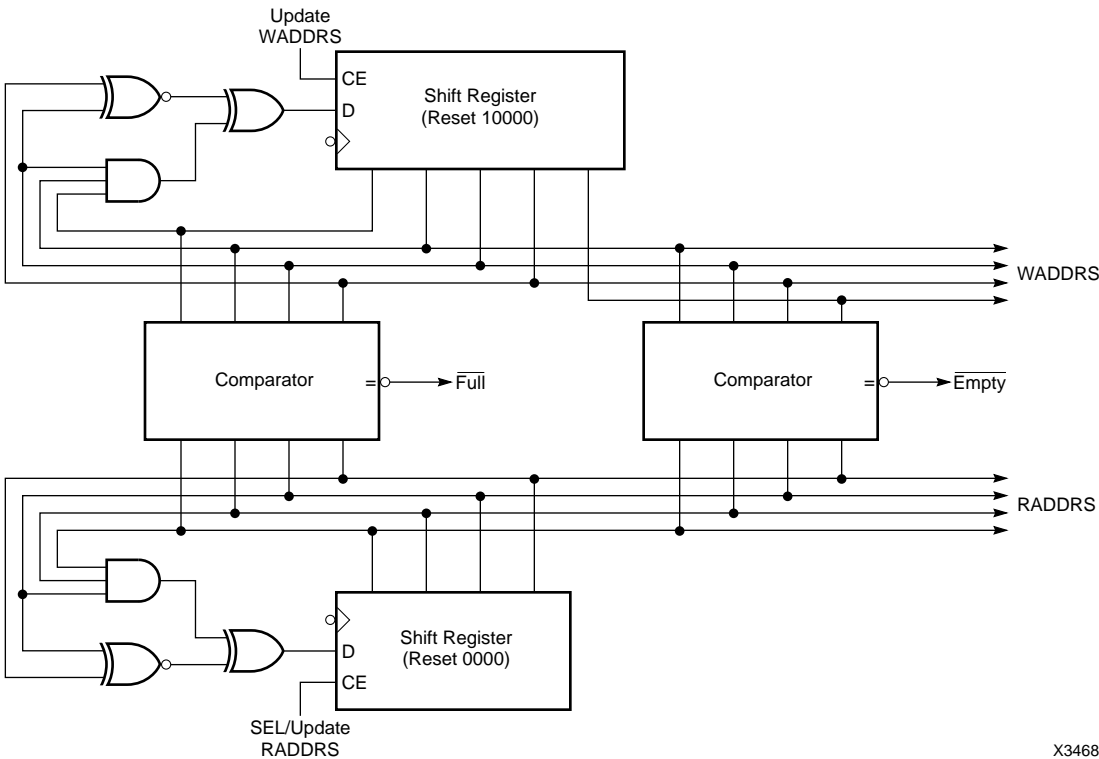 Update
WADDRS
CE
D
Shift Register
(Reset 10000)
WADDRS
Comparator
=
Full
Comparator
=
Empty
RADDRS
D
CE
Shift Register
(Reset 0000)
SEL/Update
RADDRS
X3468